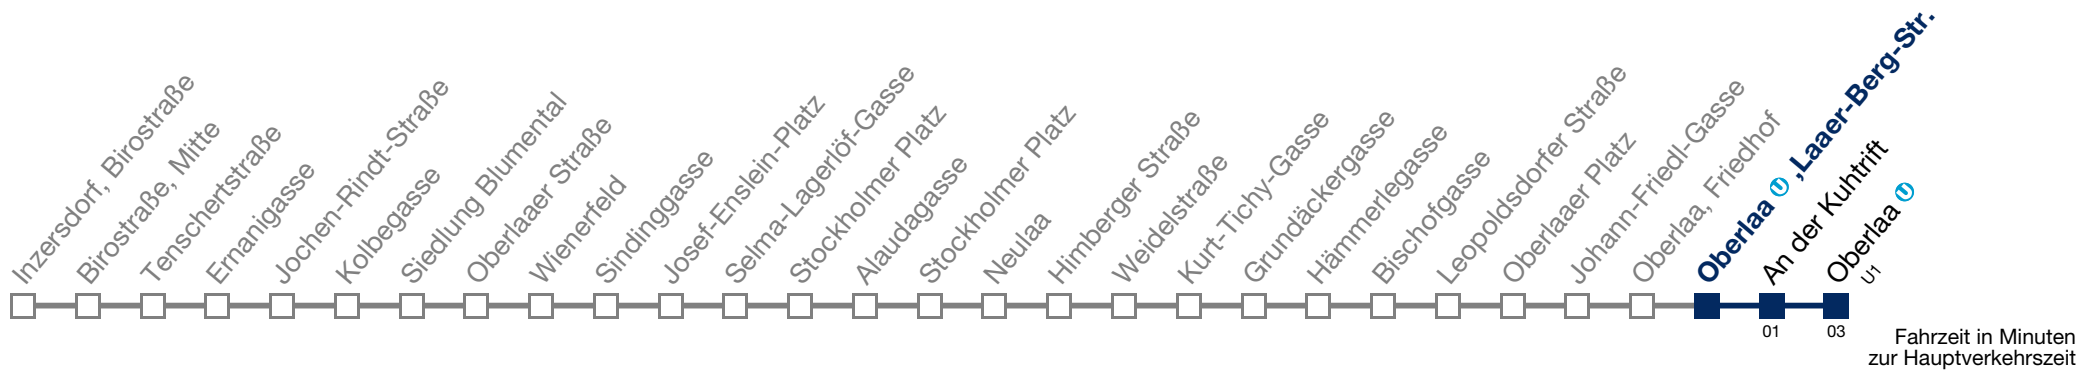 Inzersdorf, Birostraße
Birostraße, Mitte
Tenschertstraße
Ernanigasse
Jochen-Rindt-Straße
Kolbegasse
Siedlung Blumental
Oberlaaer Straße
Wienerfeld
Sindinggasse
Josef-Enslein-Platz
Selma-Lagerlöf-Gasse
Stockholmer Platz
Alaudagasse
Stockholmer Platz
Neulaa
Himberger Straße
Weidelstraße
Kurt-Tichy-Gasse
Grundäckergasse
Hämmerlegasse
Bischofgasse
Leopoldsdorfer Straße
Oberlaaer Platz
Johann-Friedl-Gasse
Oberlaa, Friedhof
Oberlaa U ,Laaer-Berg-Str.
An der Kuhtrift
Oberlaa U
U1
01
03
Fahrzeit in Minuten
zur Hauptverkehrszeit